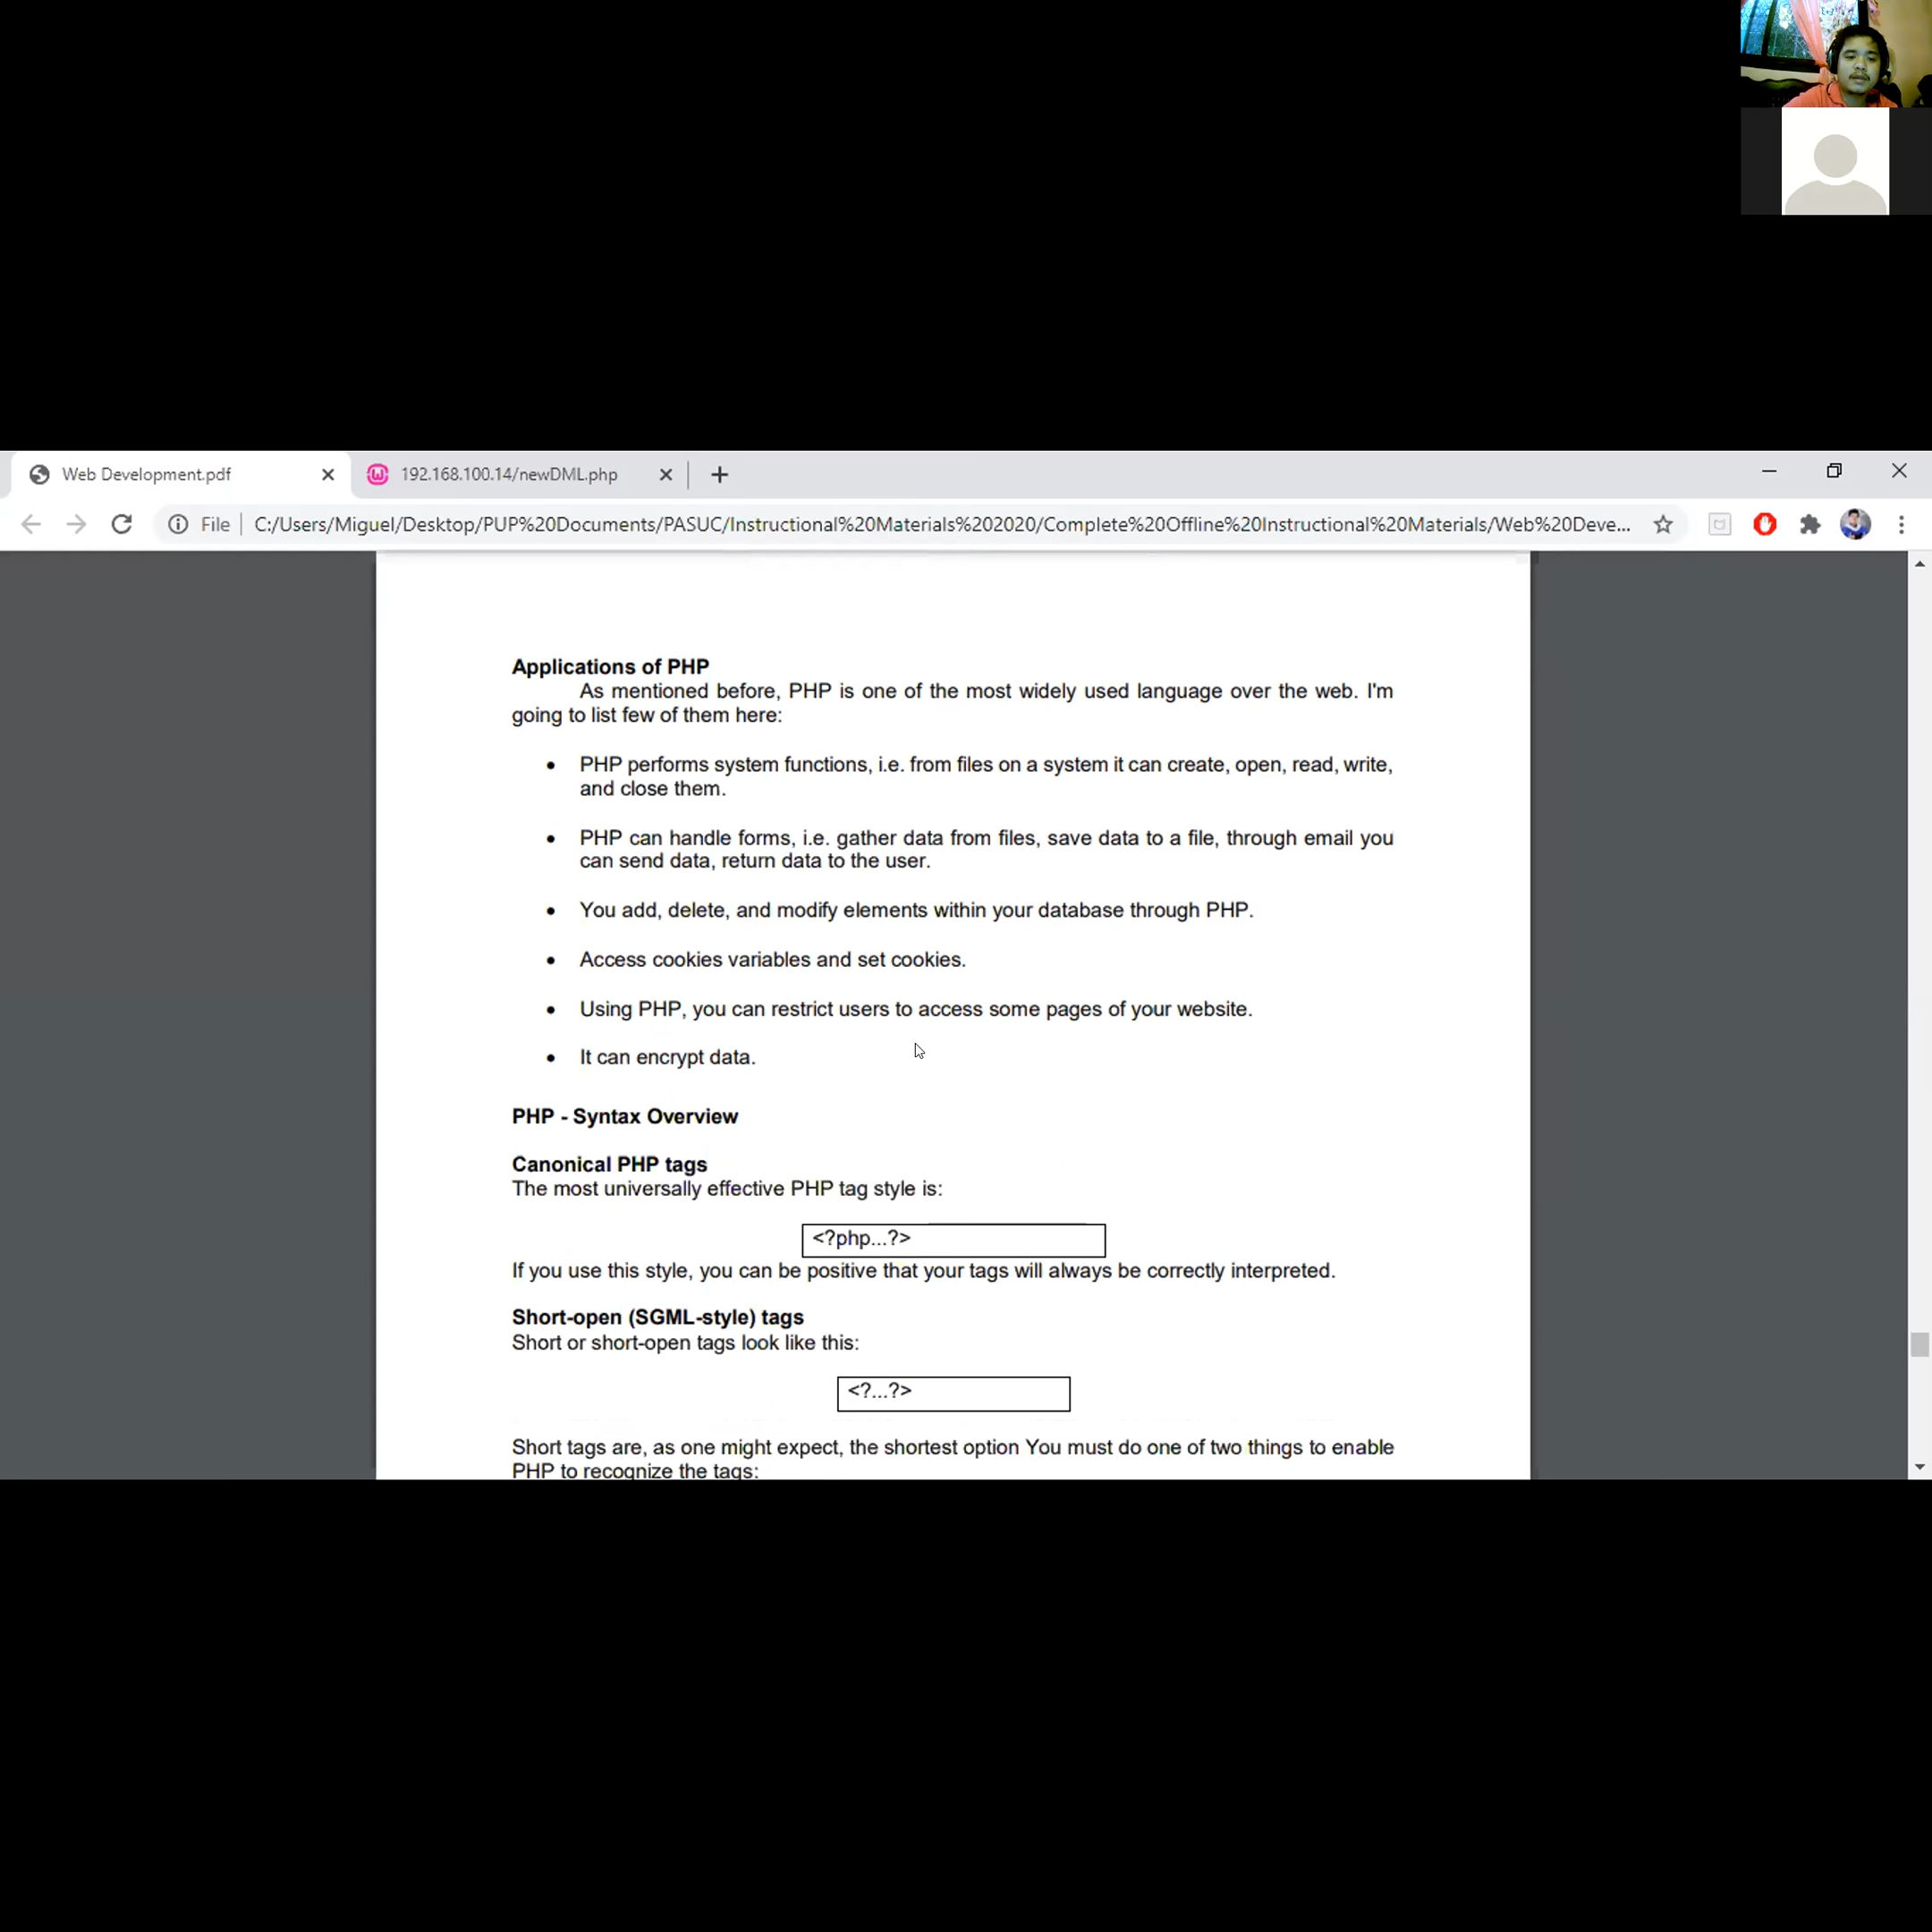 Web Development.pdf
192.168.100.14/newDML.php
File
C:/Users/Miguel/Desktop/PUP%20Documents/PASUC/Instructional%20Materials%202020/Complete%20Offline%20Instructional%20Materials/Web%20Deve...
Applications of PHP
As mentioned before, PHP is one of the most widely used language over the web. I'm
going to list few of them here:
• PHP performs system functions, i.e. from files on a system it can create, open, read, write,
and close them.
• PHP can handle forms, i.e. gather data from files, save data to a file, through email you
can send data, return data to the user.
• You add, delete, and modify elements within your database through PHP.
• Access cookies variables and set cookies.
• Using PHP, you can restrict users to access some pages of your website.
• It can encrypt data.
PHP - Syntax Overview
Canonical PHP tags
The most universally effective PHP tag style is:
<?php...?>
If you use this style, you can be positive that your tags will always be correctly interpreted.
Short-open (SGML-style) tags
Short or short-open tags look like this:
<?...?>
Short tags are, as one might expect, the shortest option You must do one of two things to enable
PHP to recognize the tags: